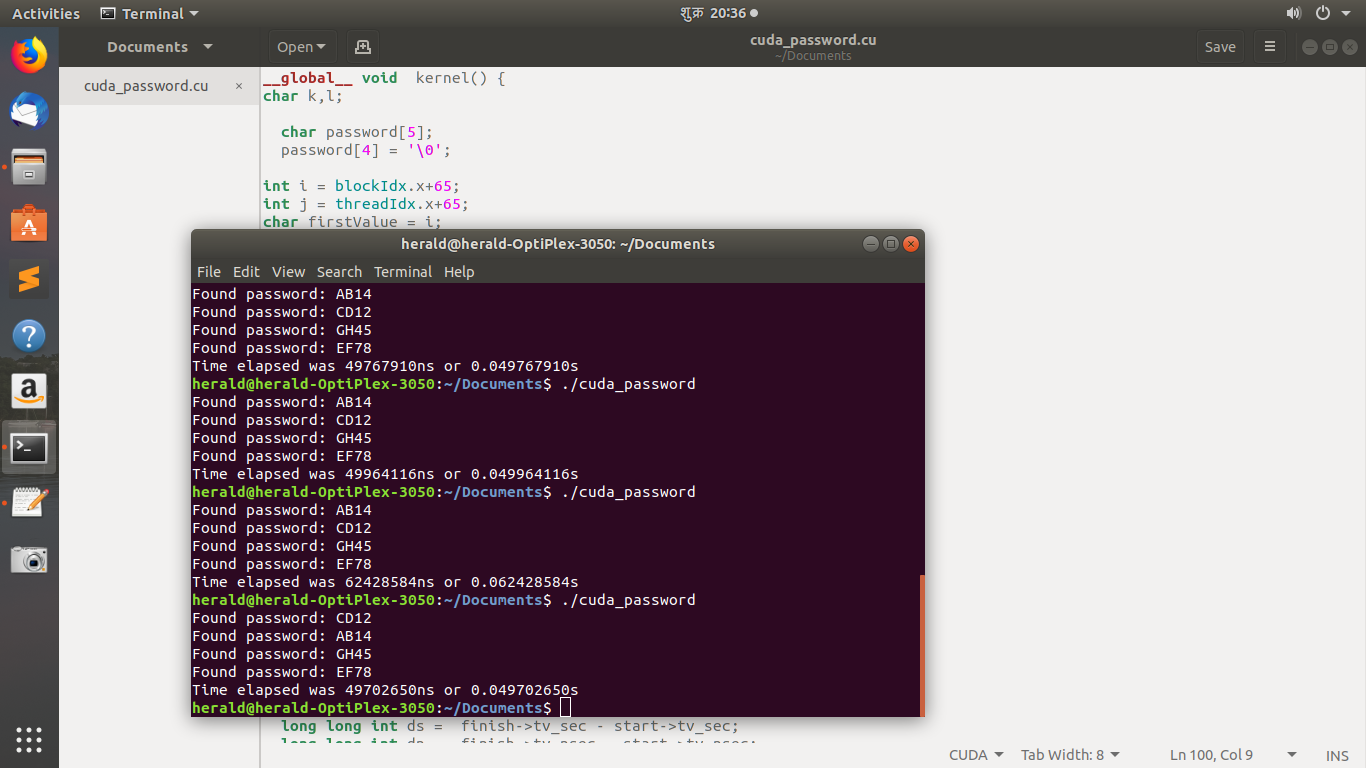 Activities Terminal शुक्र 20:36
Documents Open cuda_password.cu Save
~/Documents
cuda_password.cu ×
__global__ void  kernel() {
char k,l;
  char password[5];
  password[4] = '\0';
int i = blockIdx.x+65;
int j = threadIdx.x+65;
char firstValue = i;
herald@herald-OptiPlex-3050: ~/Documents
File Edit View Search Terminal Help
Found password: AB14
Found password: CD12
Found password: GH45
Found password: EF78
Time elapsed was 49767910ns or 0.049767910s
herald@herald-OptiPlex-3050:~/Documents$ ./cuda_password
Found password: AB14
Found password: CD12
Found password: GH45
Found password: EF78
Time elapsed was 49964116ns or 0.049964116s
herald@herald-OptiPlex-3050:~/Documents$ ./cuda_password
Found password: AB14
Found password: CD12
Found password: GH45
Found password: EF78
Time elapsed was 62428584ns or 0.062428584s
herald@herald-OptiPlex-3050:~/Documents$ ./cuda_password
Found password: CD12
Found password: AB14
Found password: GH45
Found password: EF78
Time elapsed was 49702650ns or 0.049702650s
herald@herald-OptiPlex-3050:~/Documents$
  long long int ds =  finish->tv_sec - start->tv_sec;
CUDA Tab Width: 8 Ln 100, Col 9 INS